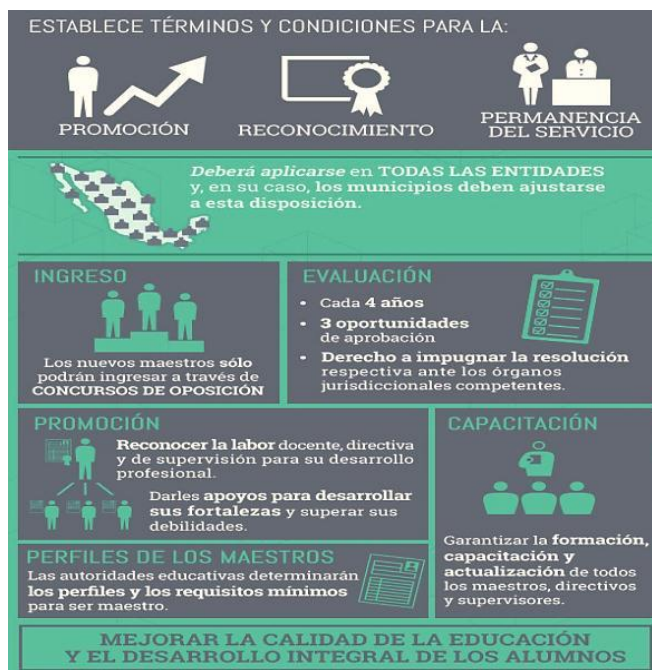 ESTABLECE TÉRMINOS Y CONDICIONES PARA LA:
PROMOCIÓN
RECONOCIMIENTO
PERMANENCIA
DEL SERVICIO
Deberá aplicarse en TODAS LAS ENTIDADES
y, en su caso, los municipios deben ajustarse
a esta disposición.
INGRESO
Los nuevos maestros sólo
podrán ingresar a través de
CONCURSOS DE OPOSICIÓN
EVALUACIÓN
• Cada 4 años
• 3 oportunidades
de aprobación
• Derecho a impugnar la resolución
respectiva ante los órganos
jurisdiccionales competentes.
PROMOCIÓN
Reconocer la labor docente, directiva
y de supervisión para su desarrollo
profesional.
Darles apoyos para desarrollar
sus fortalezas y superar sus
debilidades.
CAPACITACIÓN
Garantizar la formación,
capacitación y
actualización de todos
los maestros, directivos
y supervisores.
PERFILES DE LOS MAESTROS
Las autoridades educativas determinarán
los perfiles y los requisitos mínimos
para ser maestro.
MEJORAR LA CALIDAD DE LA EDUCACIÓN
Y EL DESARROLLO INTEGRAL DE LOS ALUMNOS